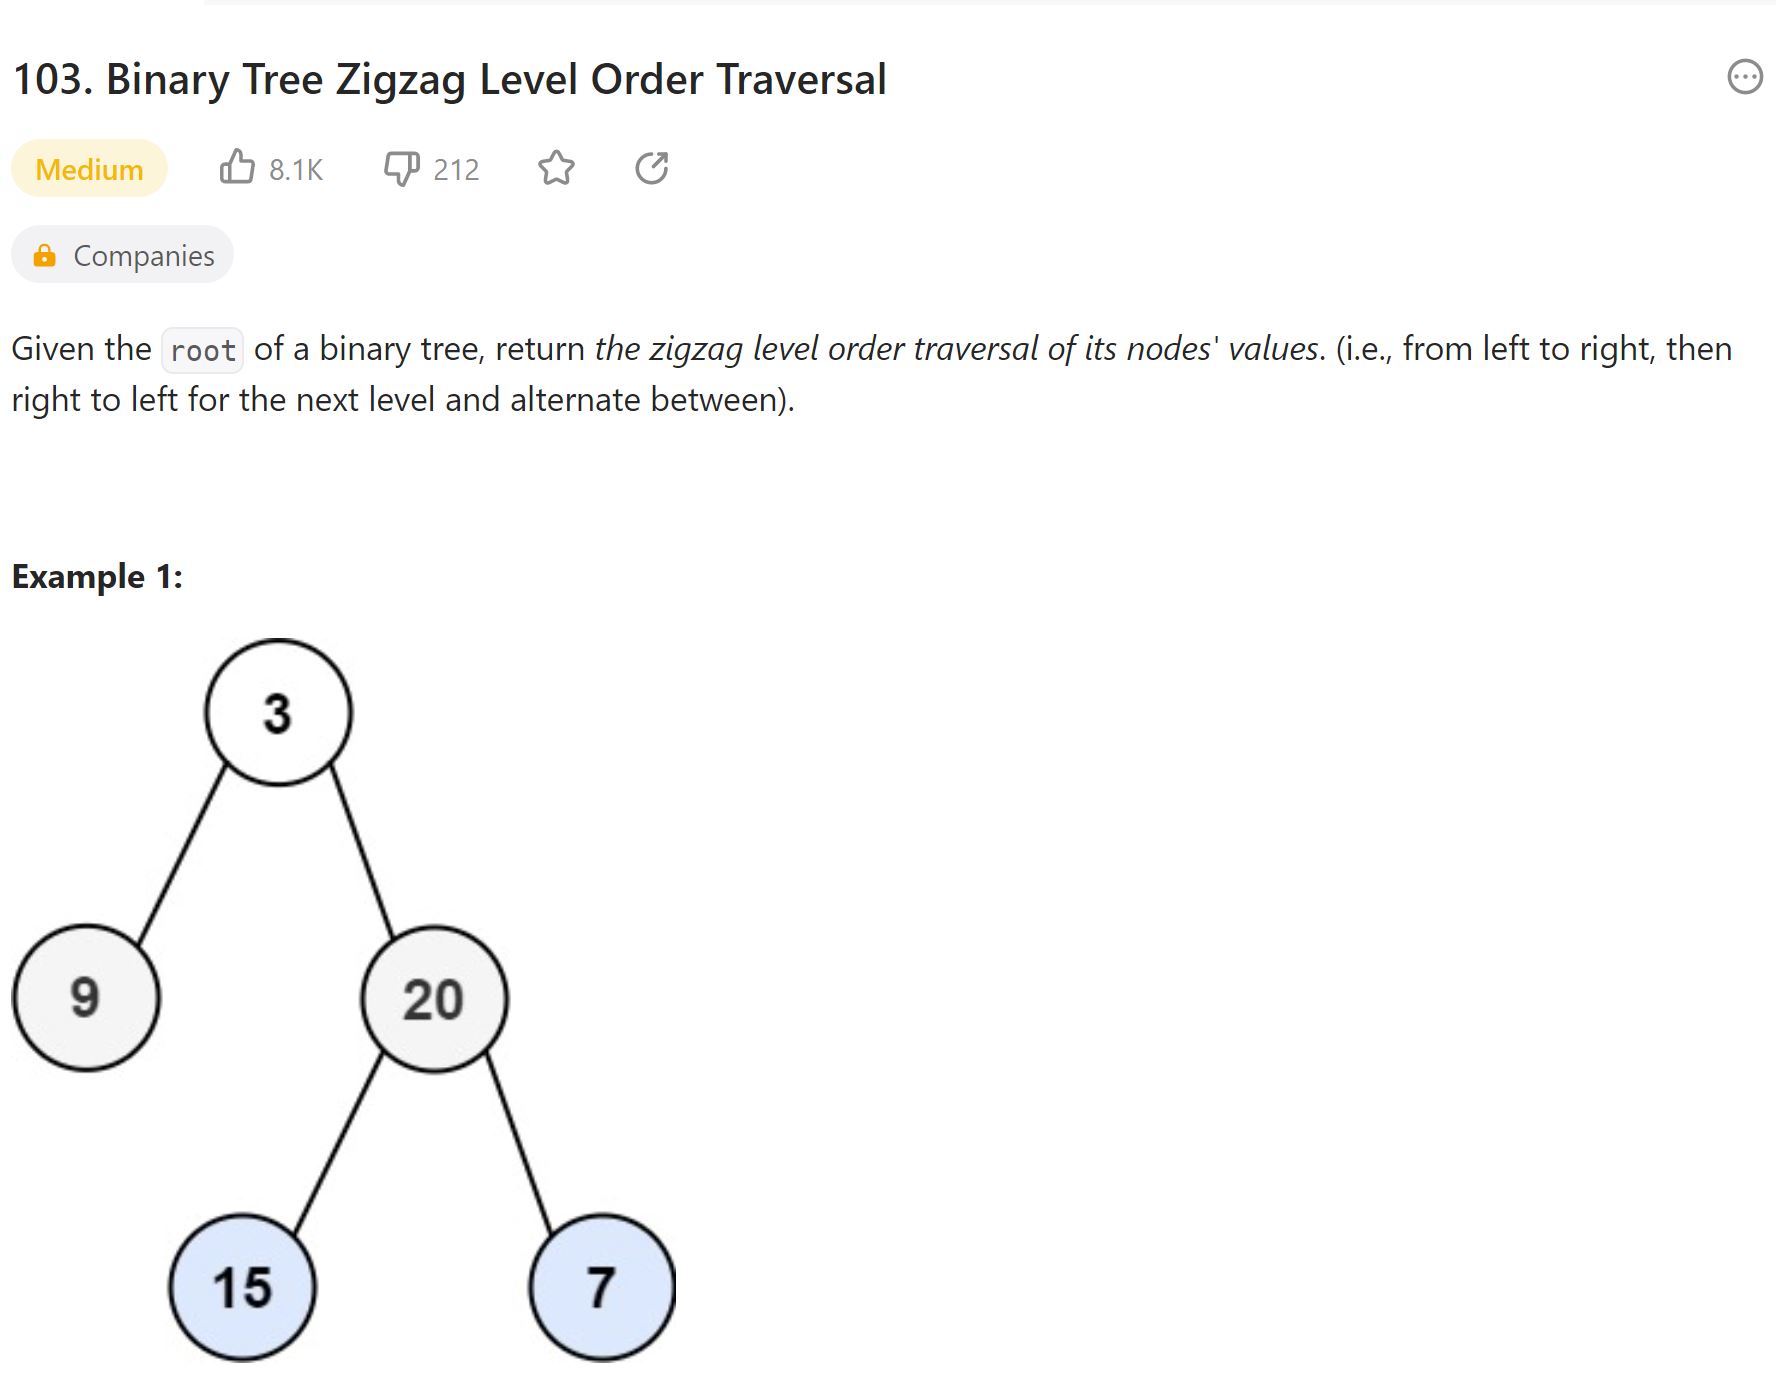 103. Binary Tree Zigzag Level Order Traversal
Medium 8.1K 212
Companies
Given the root of a binary tree, return the zigzag level order traversal of its nodes' values. (i.e., from left to right, then
right to left for the next level and alternate between).
Example 1:
3
9 20
15 7